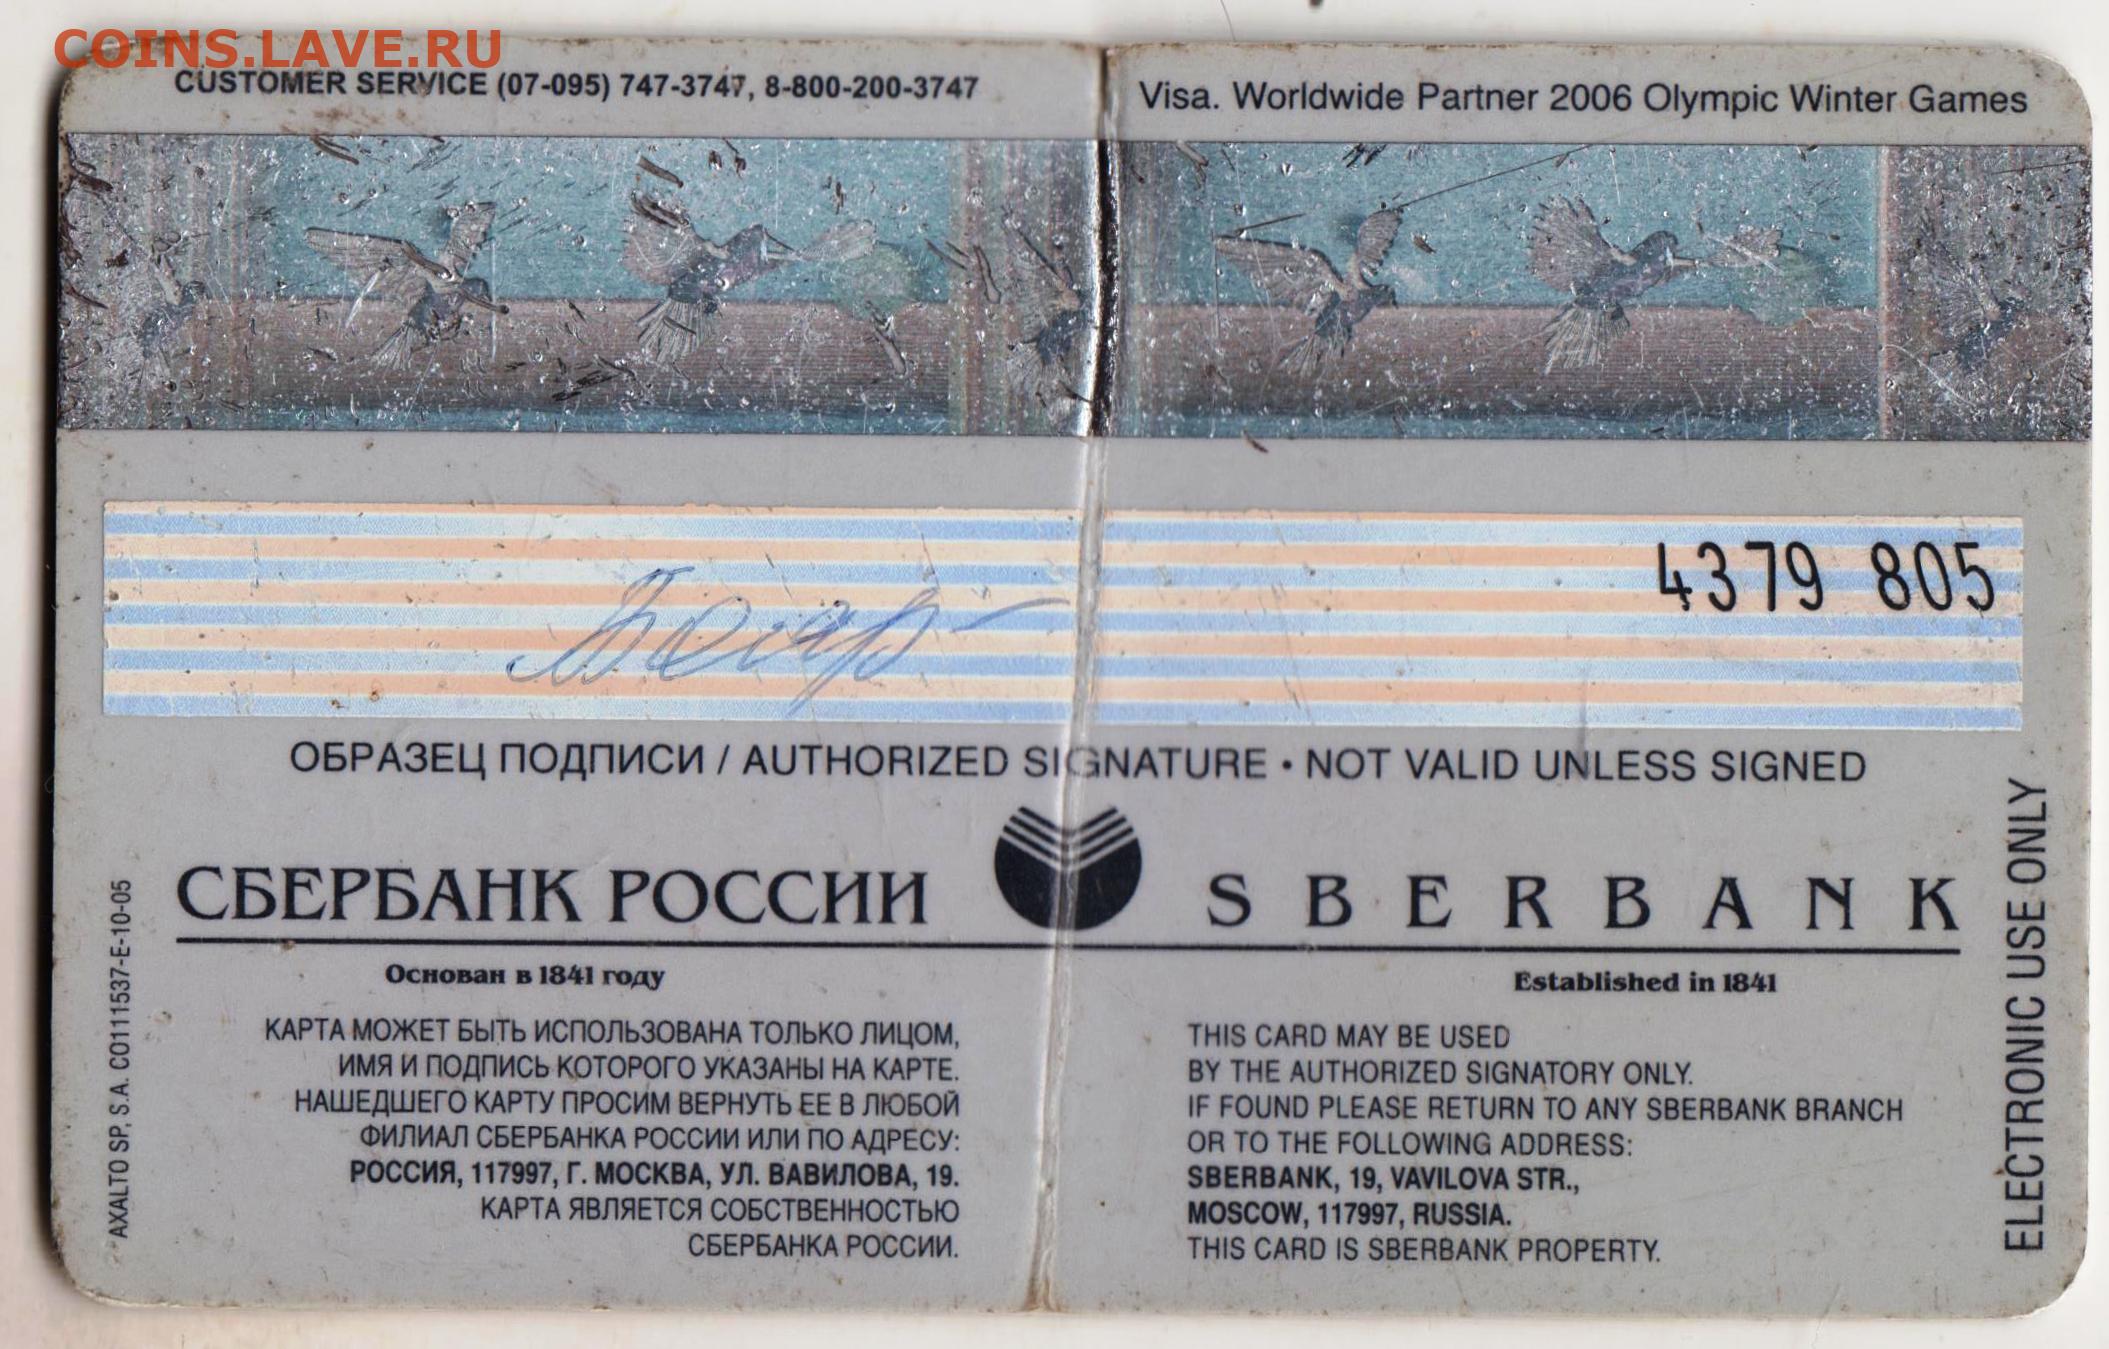 COINS.LAVE.RU
CUSTOMER SERVICE (07-095) 747-3747, 8-800-200-3747
Visa. Worldwide Partner 2006 Olympic Winter Games
4379 805
ОБРАЗЕЦ ПОДПИСИ / AUTHORIZED SIGNATURE • NOT VALID UNLESS SIGNED
СБЕРБАНК РОССИИ
SBERBANK
Основан в 1841 году
Established in 1841
КАРТА МОЖЕТ БЫТЬ ИСПОЛЬЗОВАНА ТОЛЬКО ЛИЦОМ,
ИМЯ И ПОДПИСЬ КОТОРОГО УКАЗАНЫ НА КАРТЕ.
НАШЕДШЕГО КАРТУ ПРОСИМ ВЕРНУТЬ ЕЕ В ЛЮБОЙ
ФИЛИАЛ СБЕРБАНКА РОССИИ ИЛИ ПО АДРЕСУ:
РОССИЯ, 117997, Г. МОСКВА, УЛ. ВАВИЛОВА, 19.
КАРТА ЯВЛЯЕТСЯ СОБСТВЕННОСТЬЮ
СБЕРБАНКА РОССИИ.
THIS CARD MAY BE USED
BY THE AUTHORIZED SIGNATORY ONLY.
IF FOUND PLEASE RETURN TO ANY SBERBANK BRANCH
OR TO THE FOLLOWING ADDRESS:
SBERBANK, 19, VAVILOVA STR.,
MOSCOW, 117997, RUSSIA.
THIS CARD IS SBERBANK PROPERTY.
AXALTO SP, S.A. CO111537-E-10-05
ELECTRONIC USE ONLY